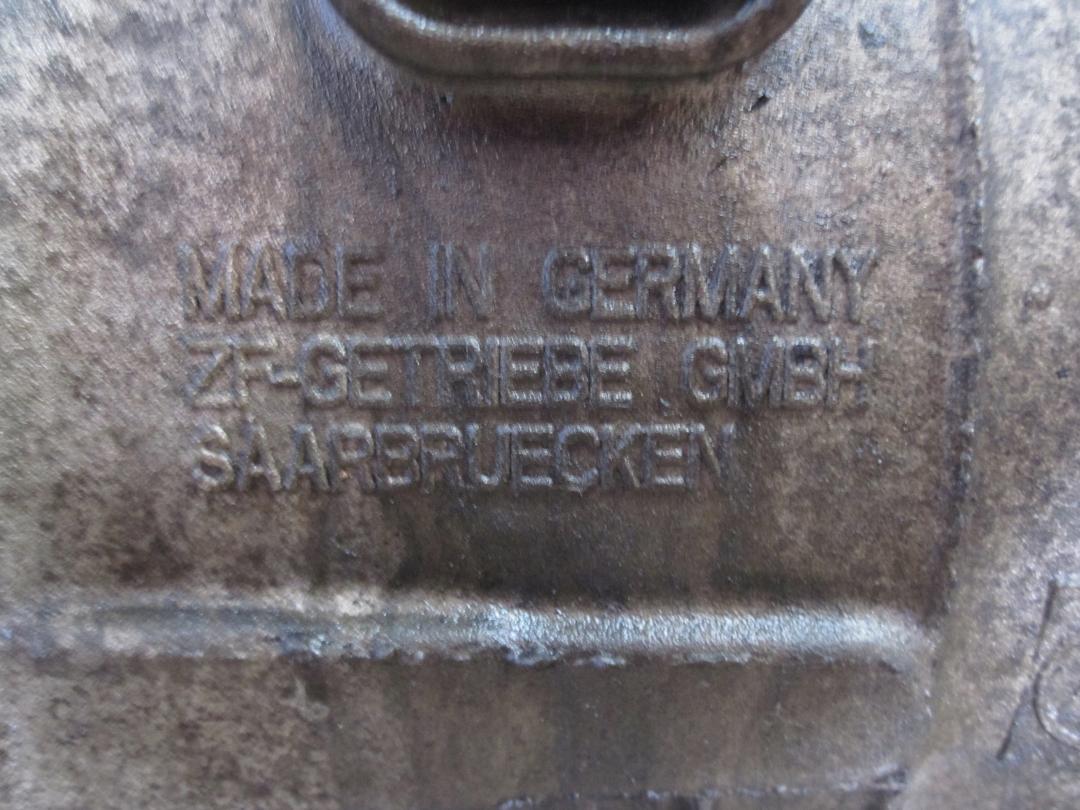 MADE IN GERMANY
ZF-GETRIEBE GMBH
SAARBRUECKEN